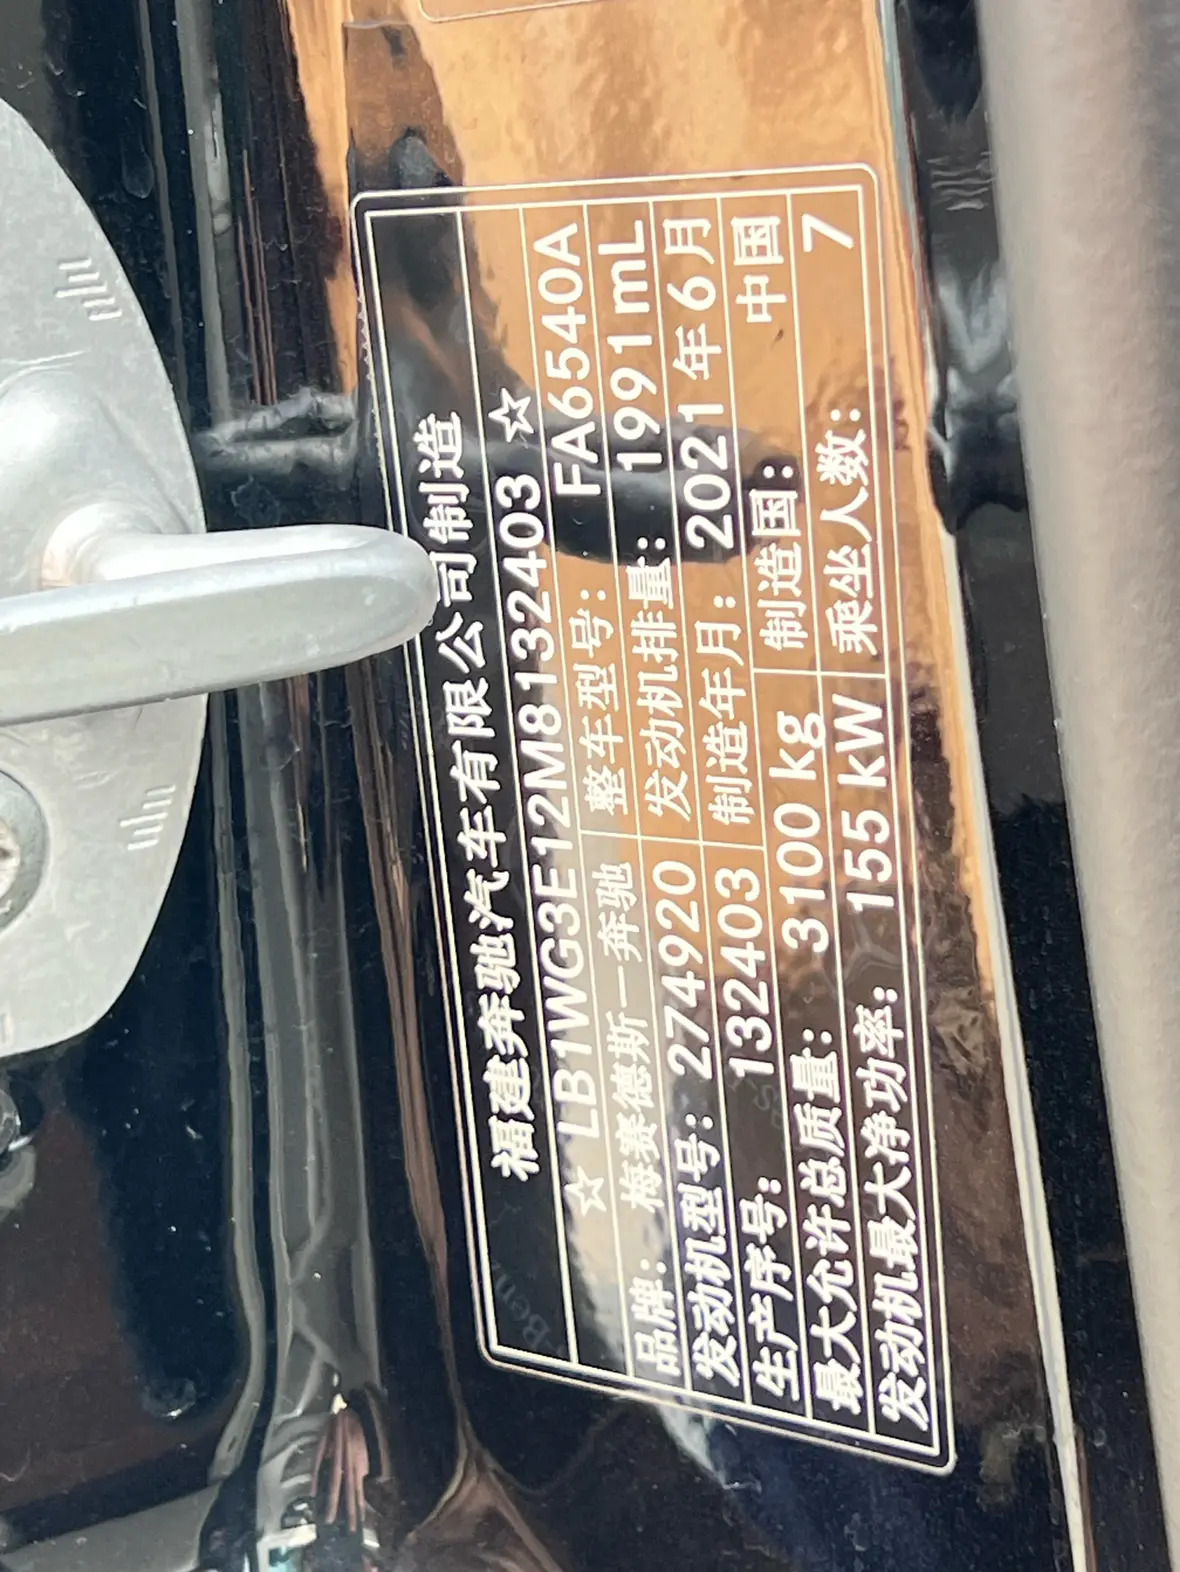 福建奔驰汽车有限公司制造
☆ LB1WG3E12M8132403 ☆
品牌: 梅赛德斯一奔驰 整车型号: FA6540A
发动机型号: 274920 发动机排量: 1991mL
生产序号: 132403 制造年月: 2021年6月
最大允许总质量: 3100 kg 制造国: 中国
发动机最大净功率: 155 kW 乘坐人数: 7